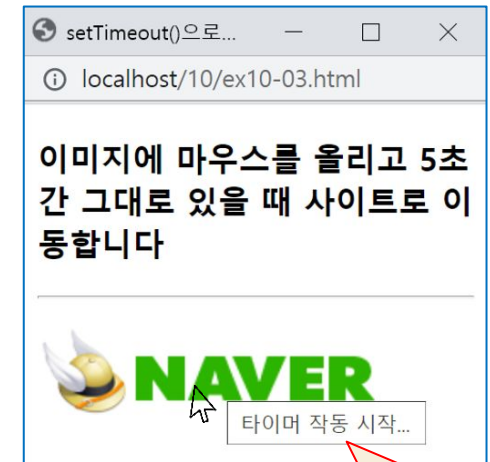 setTimeout()으로...
localhost/10/ex10-03.html
이미지에 마우스를 올리고 5초
간 그대로 있을 때 사이트로 이
동합니다
NAVER
타이머 작동 시작...